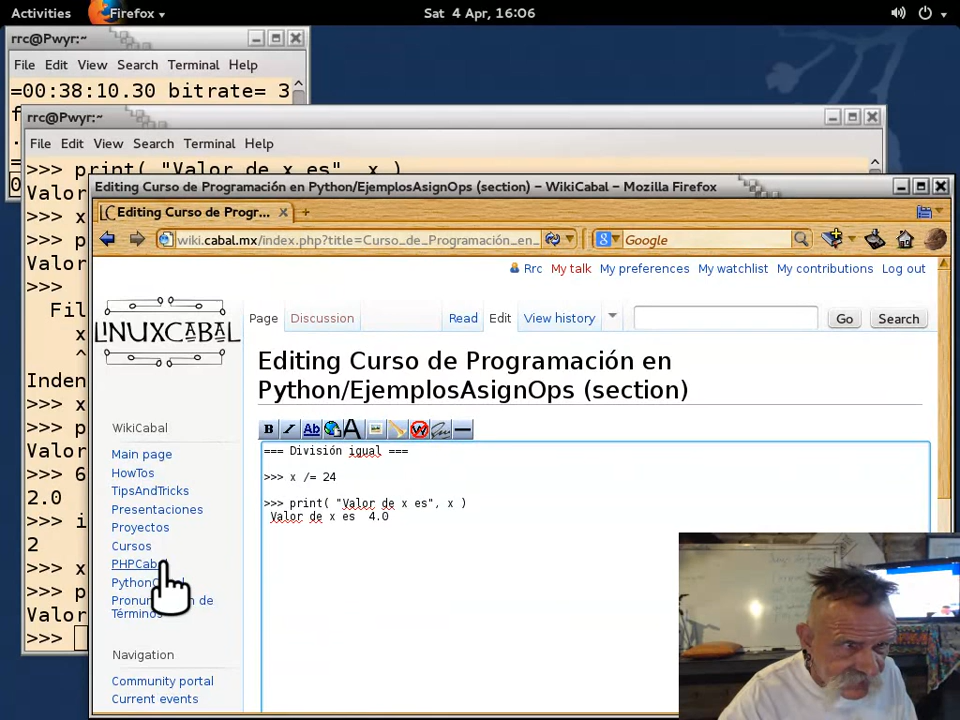 Activities Firefox Sat 4 Apr, 16:06
rrc@Pwyr:~
File Edit View Search Terminal Help
=00:38:10.30 bitrate= 3
rrc@Pwyr:~
File Edit View Search Terminal Help
>>> print( "Valor de x es", x )
Valor
>>> x
>>> p
Valor
>>>
Fil
x
^
Inden
>>> x
>>> p
Valor
>>> 6
2.0
>>> i
2
>>> x
>>> p
Valor
>>>
Editing Curso de Programación en Python/EjemplosAsignOps (section) – WikiCabal – Mozilla Firefox
Editing Curso de Progr...
wiki.cabal.mx/index.php?title=Curso_de_Programación_en_
Google
Rrc My talk My preferences My watchlist My contributions Log out
LINUXCABAL
Page Discussion Read Edit View history Go Search
Editing Curso de Programación en
Python/EjemplosAsignOps (section)
WikiCabal
Main page
HowTos
TipsAndTricks
Presentaciones
Proyectos
Cursos
PHPCab
Python
de
Términos
Navigation
Community portal
Current events
B I Ab A W
=== División igual ===
>>> x /= 24
>>> print( "Valor de x es", x )
Valor de x es 4.0